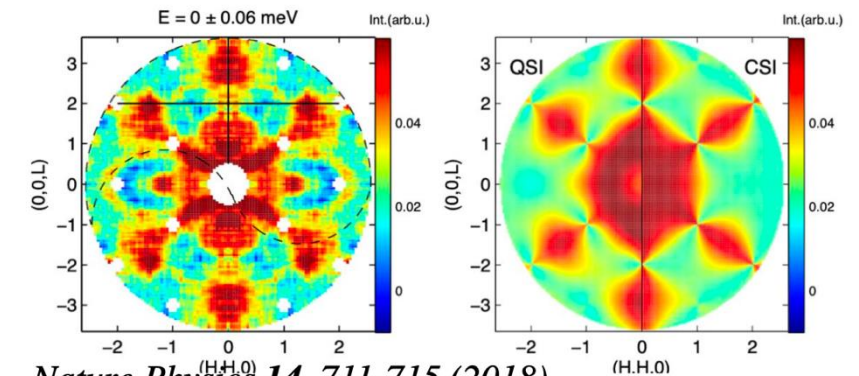 E = 0 ± 0.06 meV
Int.(arb.u.)
Int.(arb.u.)
QSI
CSI
(0,0,L)
3
2
1
0
−1
−2
−3
0.04
0.02
0
(0,0,L)
3
2
1
0
−1
−2
−3
0.04
0.02
0
−2 −1 0 1 2
−2 −1 0 1 2
(H,H,0)
(H,H,0)
Nature Physics 14, 711-715 (2018)